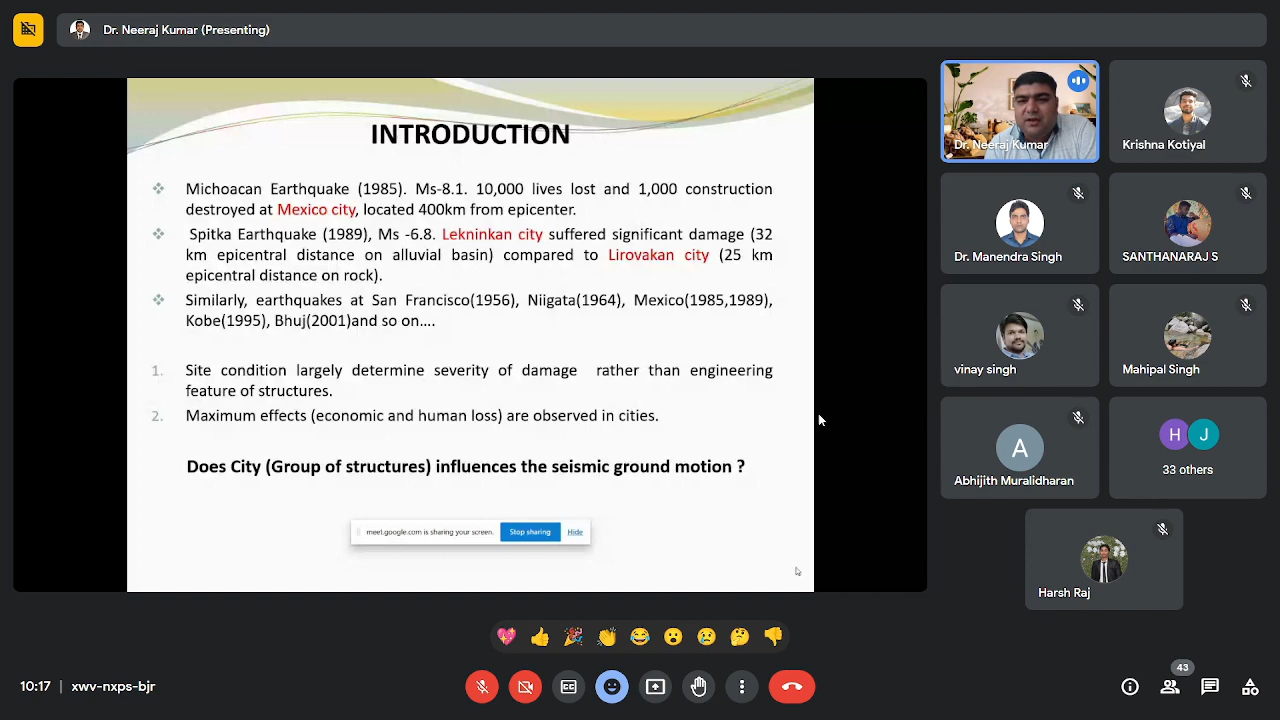 Dr. Neeraj Kumar (Presenting)
INTRODUCTION
Michoacan Earthquake (1985). Ms-8.1. 10,000 lives lost and 1,000 construction
destroyed at Mexico city, located 400km from epicenter.
Spitka Earthquake (1989), Ms -6.8. Lekninkan city suffered significant damage (32
km epicentral distance on alluvial basin) compared to Lirovakan city (25 km
epicentral distance on rock).
Similarly, earthquakes at San Francisco(1956), Niigata(1964), Mexico(1985,1989),
Kobe(1995), Bhuj(2001)and so on....
1. Site condition largely determine severity of damage rather than engineering
feature of structures.
2. Maximum effects (economic and human loss) are observed in cities.
Does City (Group of structures) influences the seismic ground motion ?
meet.google.com is sharing your screen. Stop sharing Hide
Dr. Neeraj Kumar
Krishna Kotiyal
Dr. Manendra Singh
SANTHANARAJ S
vinay singh
Mahipal Singh
A
Abhijith Muralidharan
H J
33 others
Harsh Raj
10:17 | xwv-nxps-bjr
43